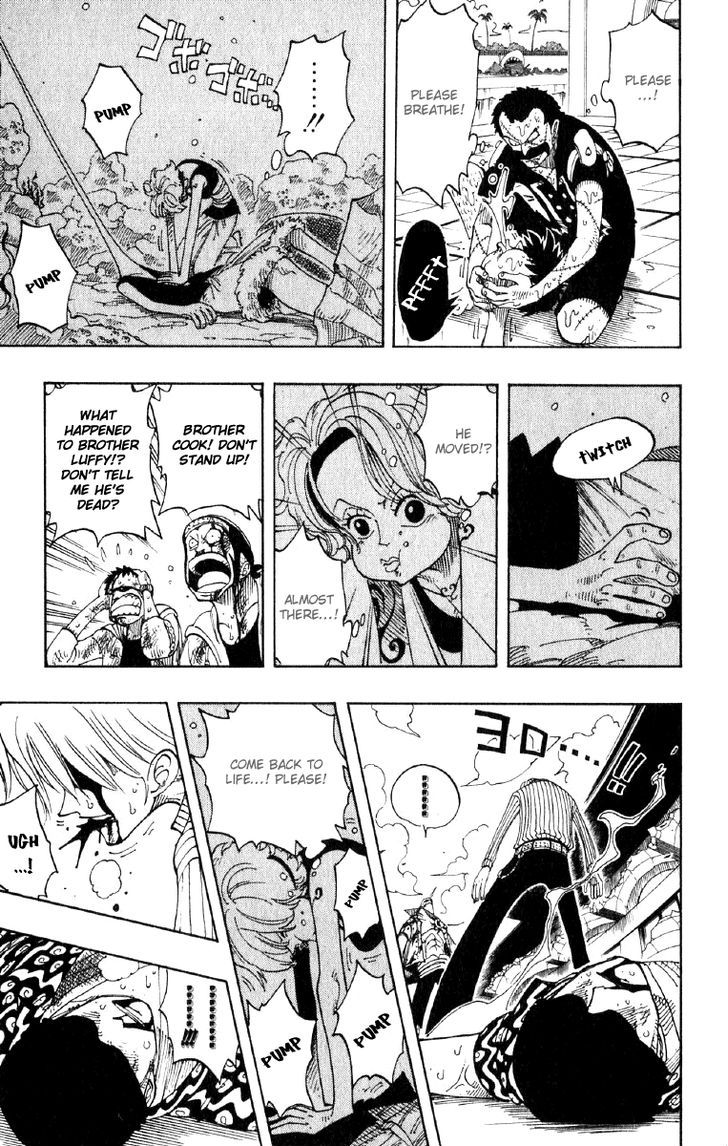 PLEASE
...!
PLEASE
BREATHE!
PFFFT
......!!
ゴボ
ゴボッ
PUMP
PUMP
TWITCH
HE
MOVED!?
ALMOST
THERE...!
BROTHER
COOK! DON'T
STAND UP!
WHAT
HAPPENED
TO BROTHER
LUFFY!?
DON'T TELL
ME HE'S
DEAD?
ヨロ...!!
......
COME BACK TO
LIFE...! PLEASE!
PUMP
PUMP
PUMP
UGH
...!
......!!!